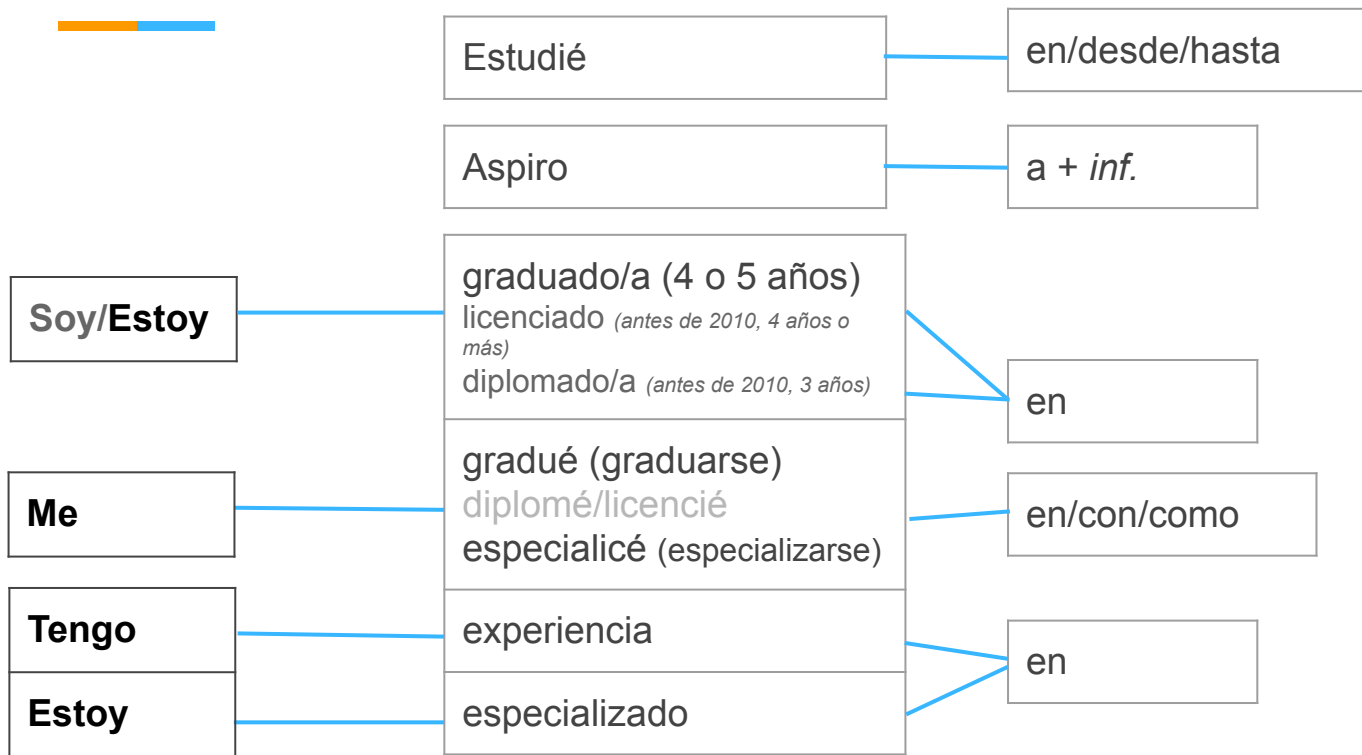 Estudié
en/desde/hasta
Aspiro
a + inf.
Soy/Estoy
graduado/a (4 o 5 años)
licenciado (antes de 2010, 4 años o
más)
diplomado/a (antes de 2010, 3 años)
en
Me
gradué (graduarse)
diplomé/licencié
especialicé (especializarse)
en/con/como
Tengo
experiencia
en
Estoy
especializado